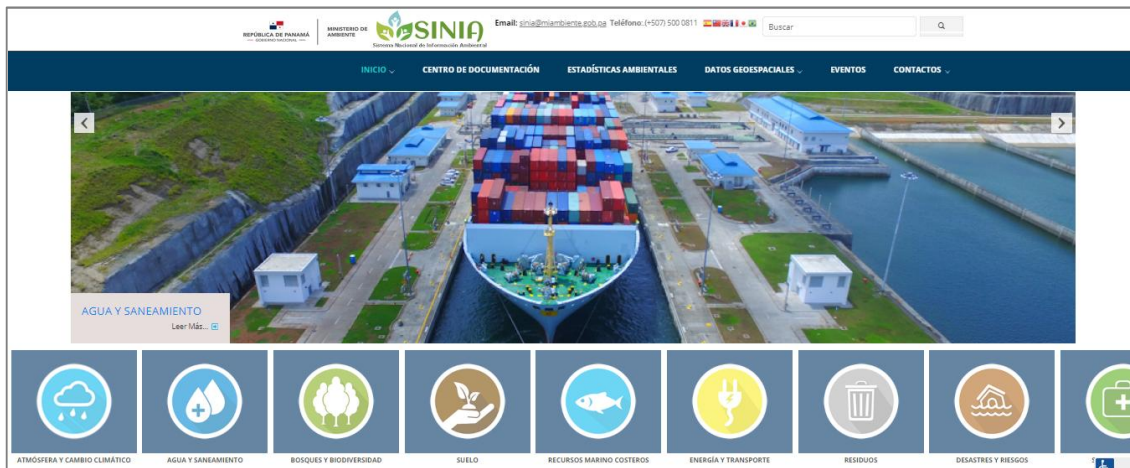 REPÚBLICA DE PANAMÁ
— GOBIERNO NACIONAL —
MINISTERIO DE
AMBIENTE
SINIA
Sistema Nacional de Información Ambiental
Email: sinia@miambiente.gob.pa Teléfono: (+507) 500 0811
Buscar
INICIO
CENTRO DE DOCUMENTACIÓN
ESTADÍSTICAS AMBIENTALES
DATOS GEOESPACIALES
EVENTOS
CONTACTOS
AGUA Y SANEAMIENTO
Leer Más...
ATMÓSFERA Y CAMBIO CLIMÁTICO
AGUA Y SANEAMIENTO
BOSQUES Y BIODIVERSIDAD
SUELO
RECURSOS MARINO COSTEROS
ENERGÍA Y TRANSPORTE
RESIDUOS
DESASTRES Y RIESGOS